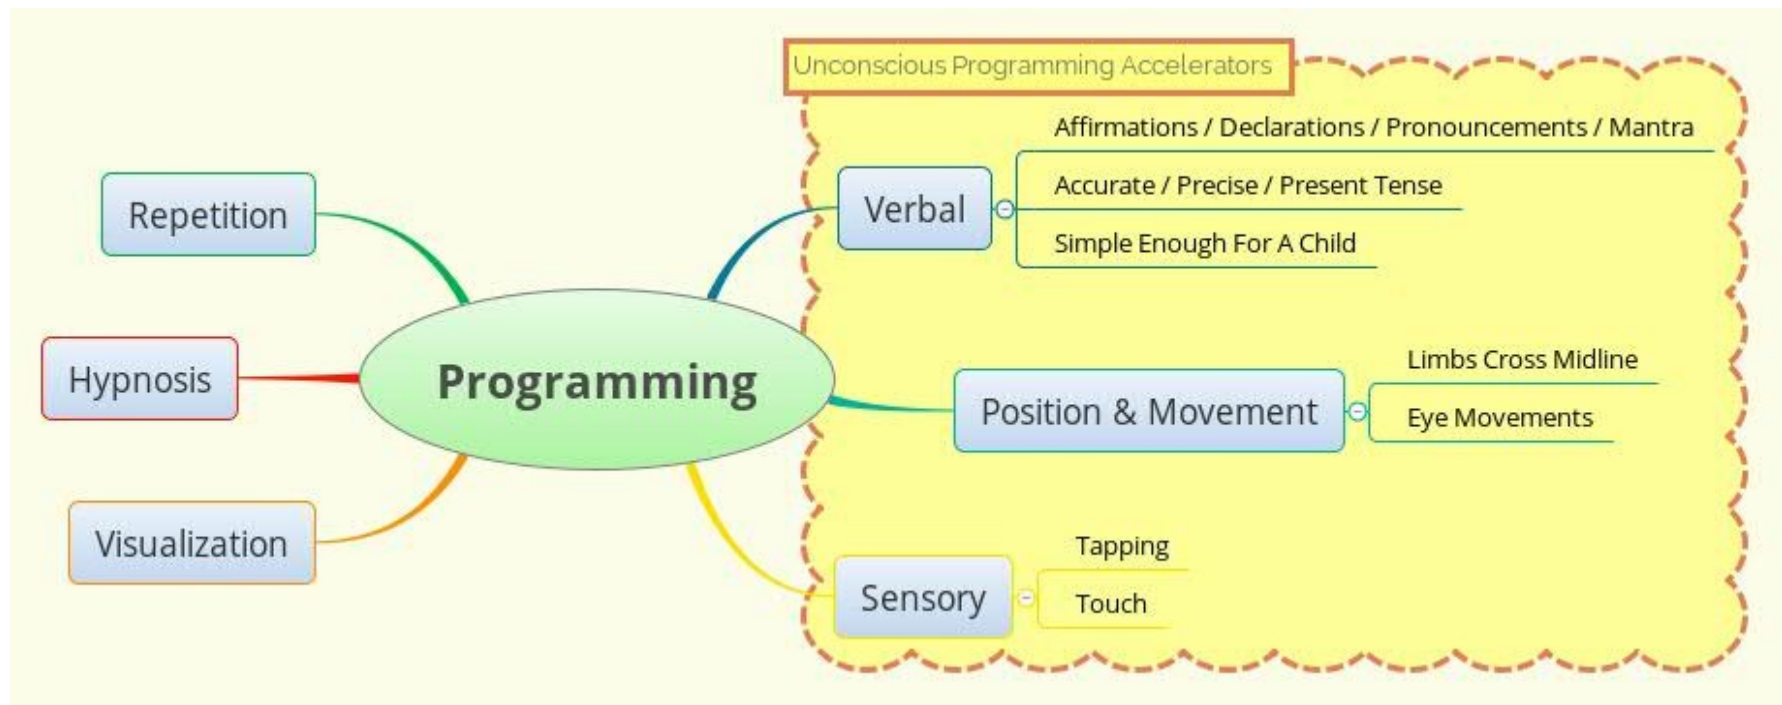 Unconscious Programming Accelerators
Affirmations / Declarations / Pronouncements / Mantra
Accurate / Precise / Present Tense
Simple Enough For A Child
Verbal
Repetition
Hypnosis
Programming
Position & Movement
Limbs Cross Midline
Eye Movements
Visualization
Sensory
Tapping
Touch